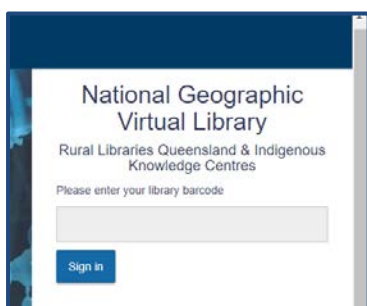 National Geographic
Virtual Library
Rural Libraries Queensland & Indigenous
Knowledge Centres
Please enter your library barcode
Sign in